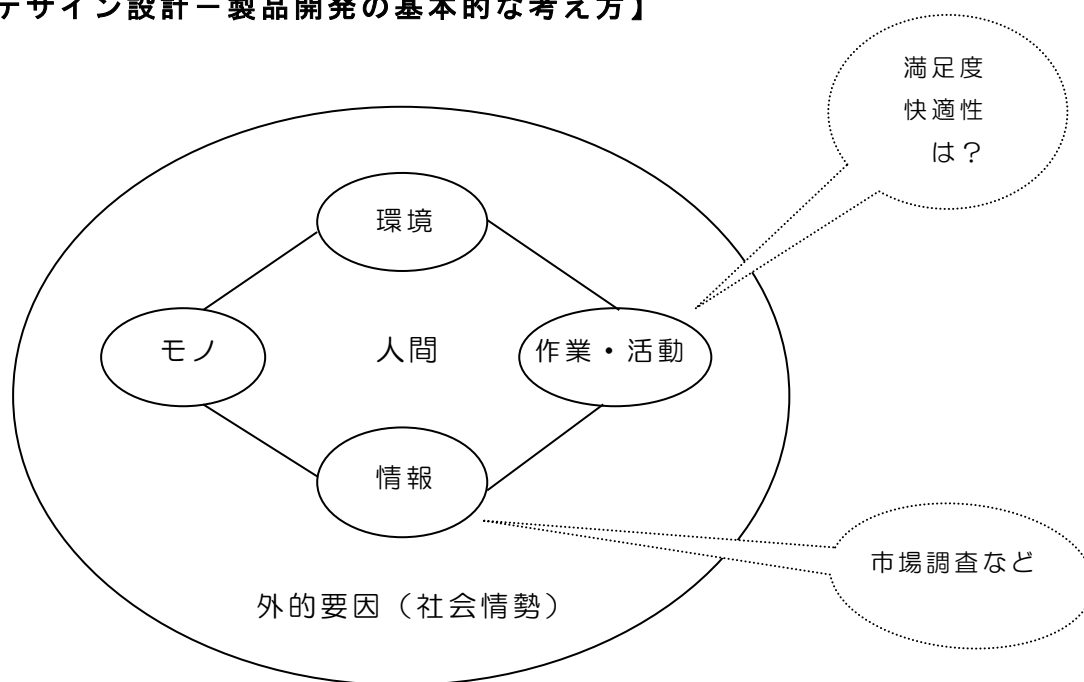 デザイン設計－製品開発の基本的な考え方】
満足度
快適性
は？
環境
モノ
人間
作業・活動
情報
市場調査など
外的要因（社会情勢）